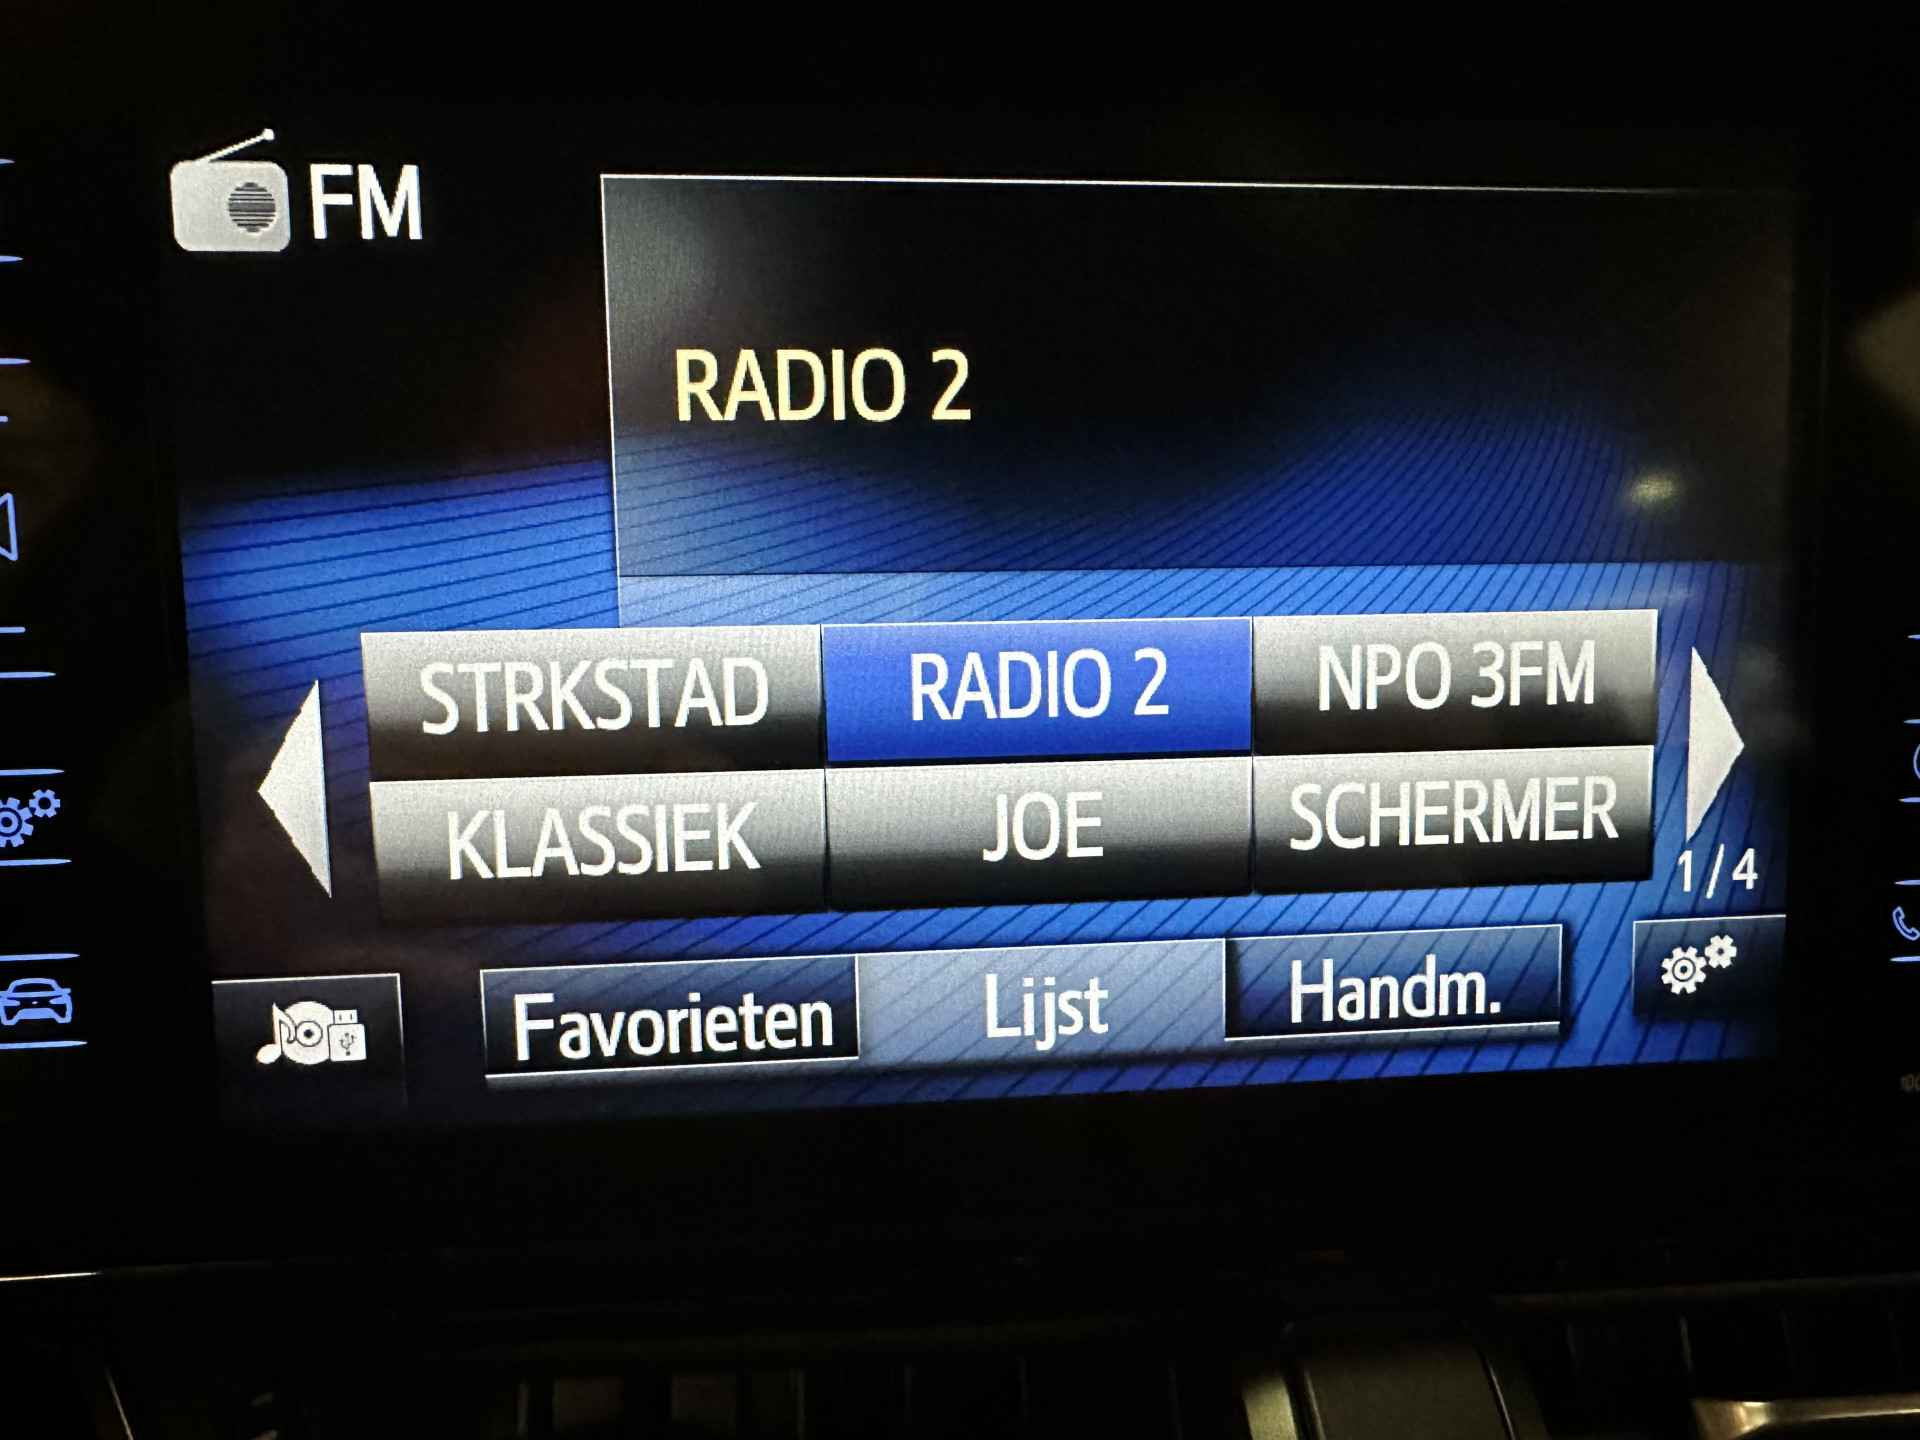 FM
RADIO 2
STRKSTAD RADIO 2 NPO 3FM
KLASSIEK JOE SCHERMER
1/4
Favorieten Lijst Handm.